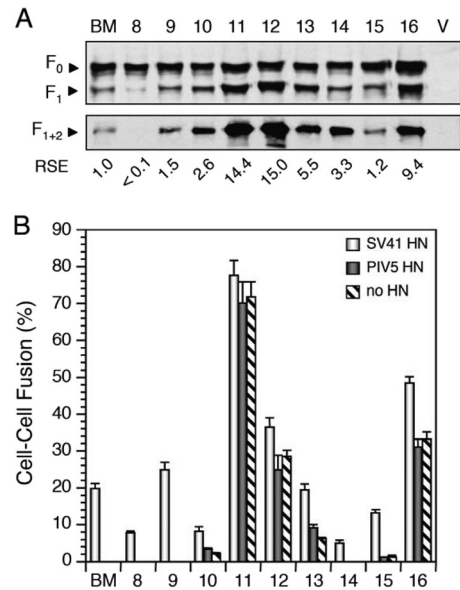 A
BM 8 9 10 11 12 13 14 15 16 V
F0
F1
F1+2
RSE 1.0 <0.1 1.5 2.6 14.4 15.0 5.5 3.3 1.2 9.4
B
90
80
70
60
50
40
30
20
10
0
Cell-Cell Fusion (%)
SV41 HN
PIV5 HN
no HN
BM 8 9 10 11 12 13 14 15 16